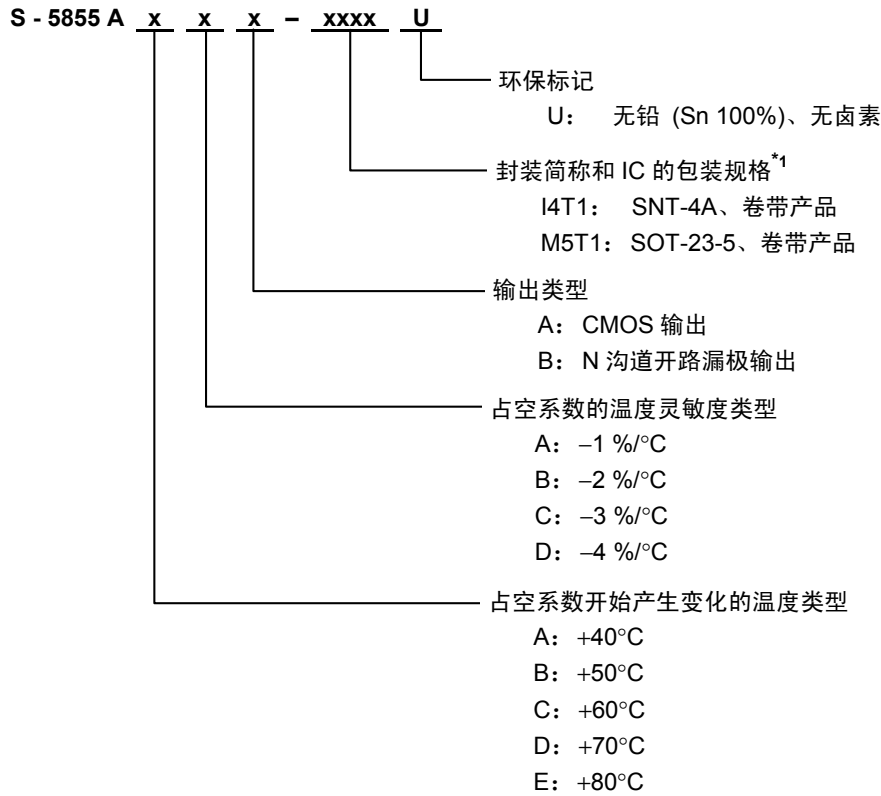 S - 5855 A x x x – xxxx U
环保标记
U： 无铅 (Sn 100%)、无卤素
封装简称和 IC 的包装规格*1
I4T1： SNT-4A、卷带产品
M5T1：SOT-23-5、卷带产品
输出类型
A： CMOS 输出
B： N 沟道开路漏极输出
占空系数的温度灵敏度类型
A：−1 %/°C
B：−2 %/°C
C：−3 %/°C
D：−4 %/°C
占空系数开始产生变化的温度类型
A：+40°C
B：+50°C
C：+60°C
D：+70°C
E：+80°C